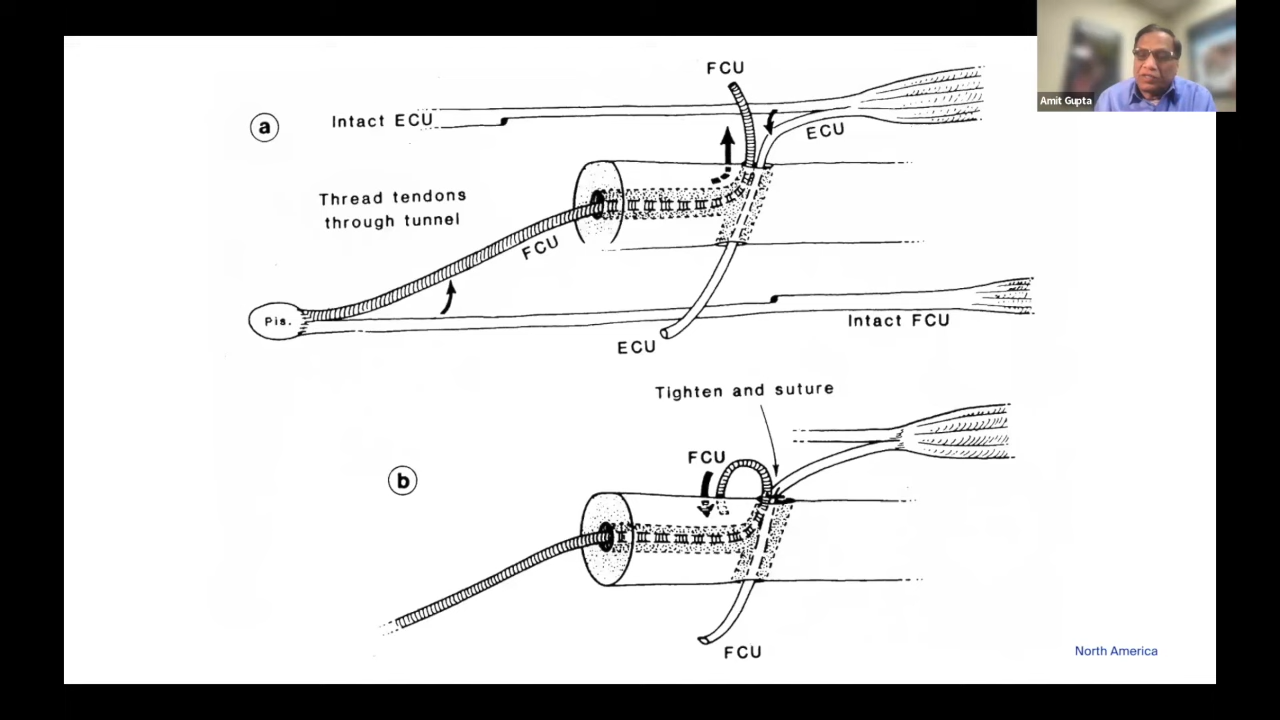 FCU
Amit Gupta
a
Intact ECU
ECU
Thread tendons
through tunnel
FCU
Pis.
Intact FCU
ECU
Tighten and suture
FCU
b
FCU
North America